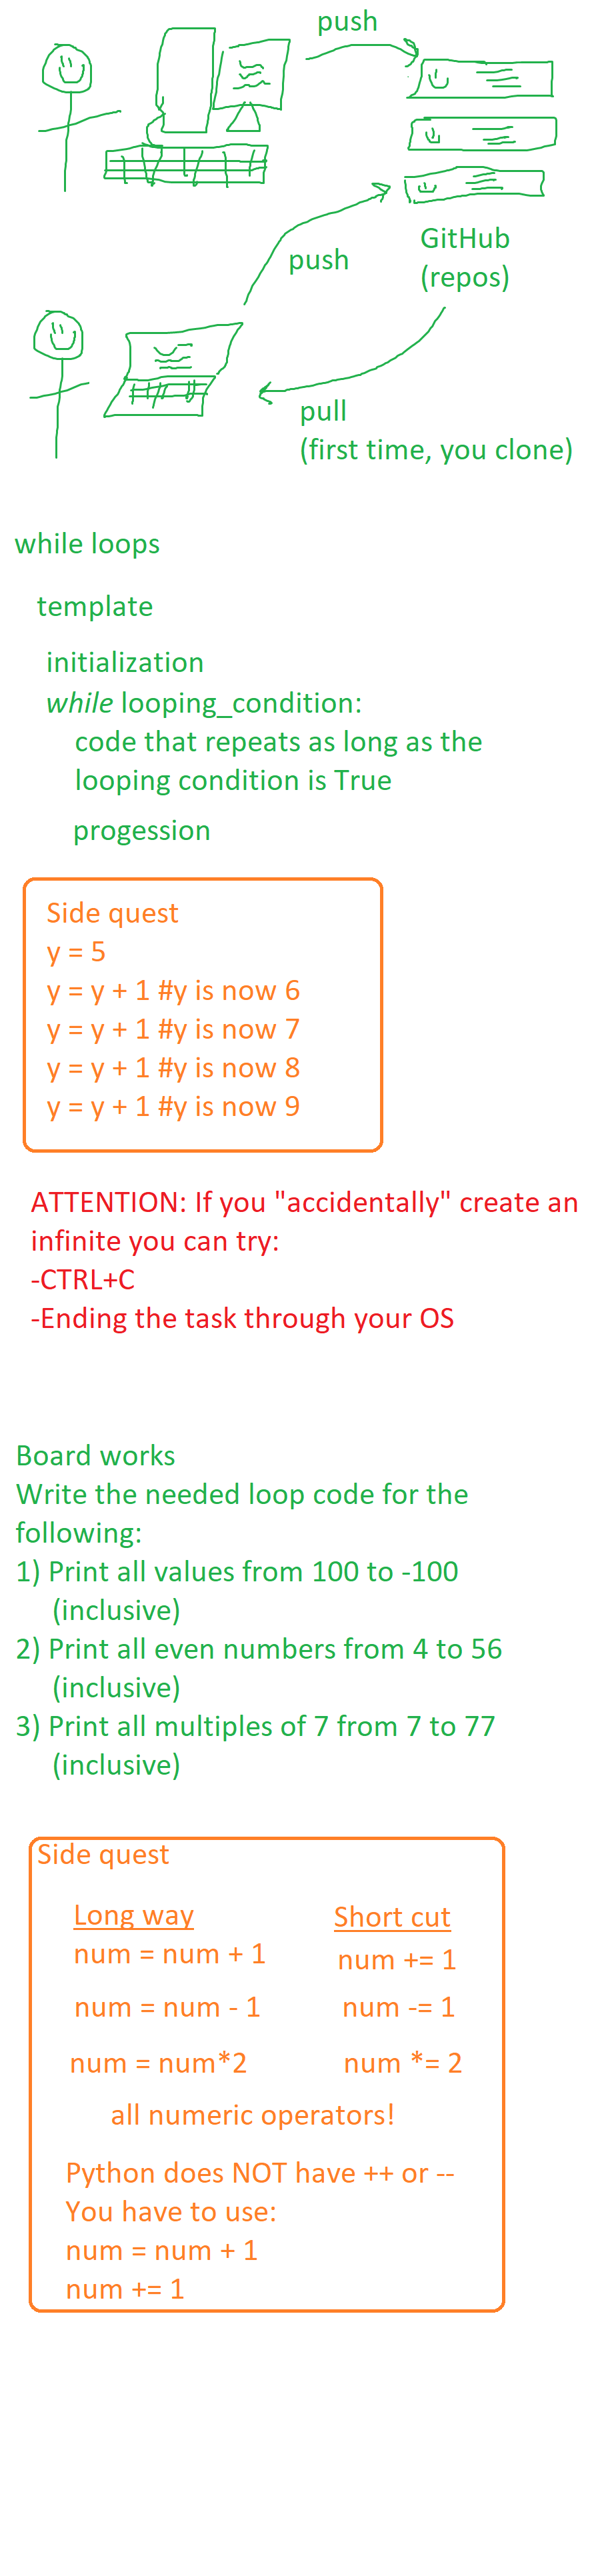 push
GitHub
(repos)
push
pull
(first time, you clone)
while loops
template
initialization
while looping_condition:
code that repeats as long as the
looping condition is True
progession
Side quest
y = 5
y = y + 1 #y is now 6
y = y + 1 #y is now 7
y = y + 1 #y is now 8
y = y + 1 #y is now 9
ATTENTION: If you "accidentally" create an
infinite you can try:
-CTRL+C
-Ending the task through your OS
Board works
Write the needed loop code for the
following:
1) Print all values from 100 to -100
(inclusive)
2) Print all even numbers from 4 to 56
(inclusive)
3) Print all multiples of 7 from 7 to 77
(inclusive)
Side quest
Long way Short cut
num = num + 1 num += 1
num = num - 1 num -= 1
num = num*2 num *= 2
all numeric operators!
Python does NOT have ++ or --
You have to use:
num = num + 1
num += 1